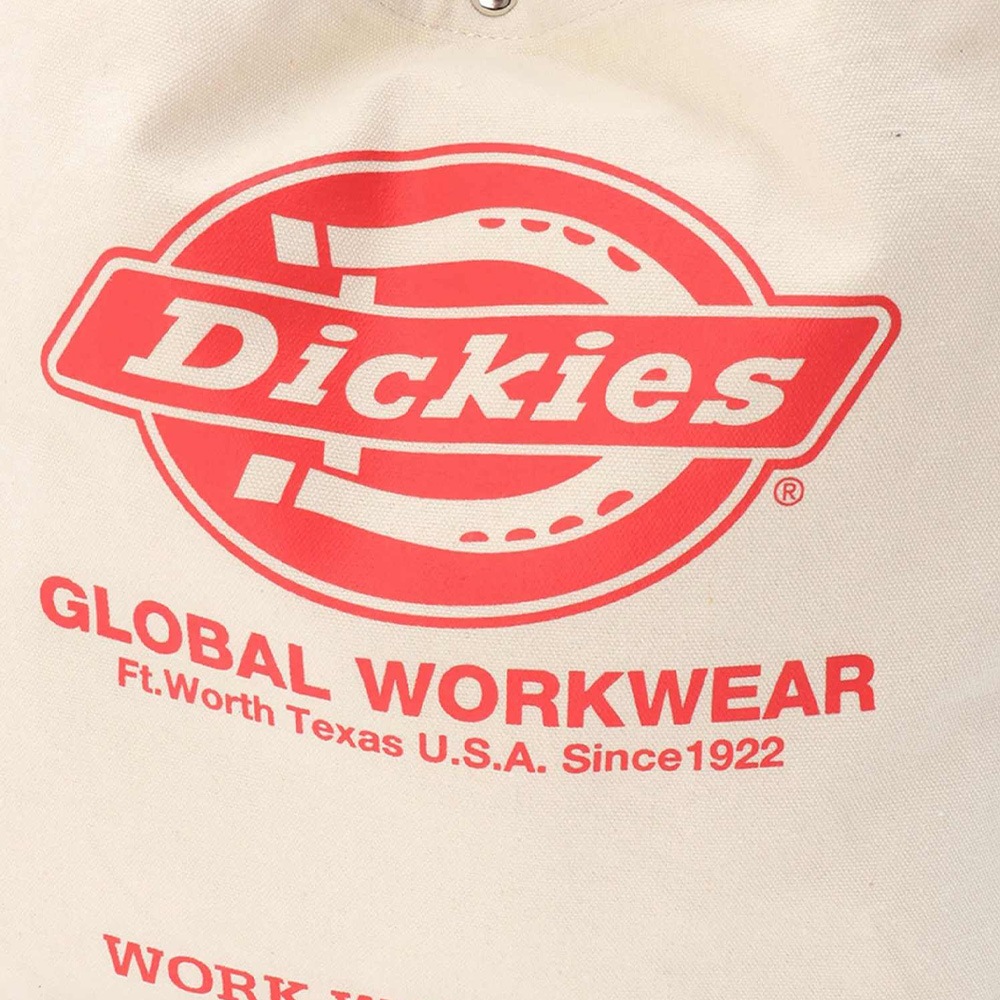 Dickies
®
GLOBAL WORKWEAR
Ft.Worth Texas U.S.A. Since1922
WORK